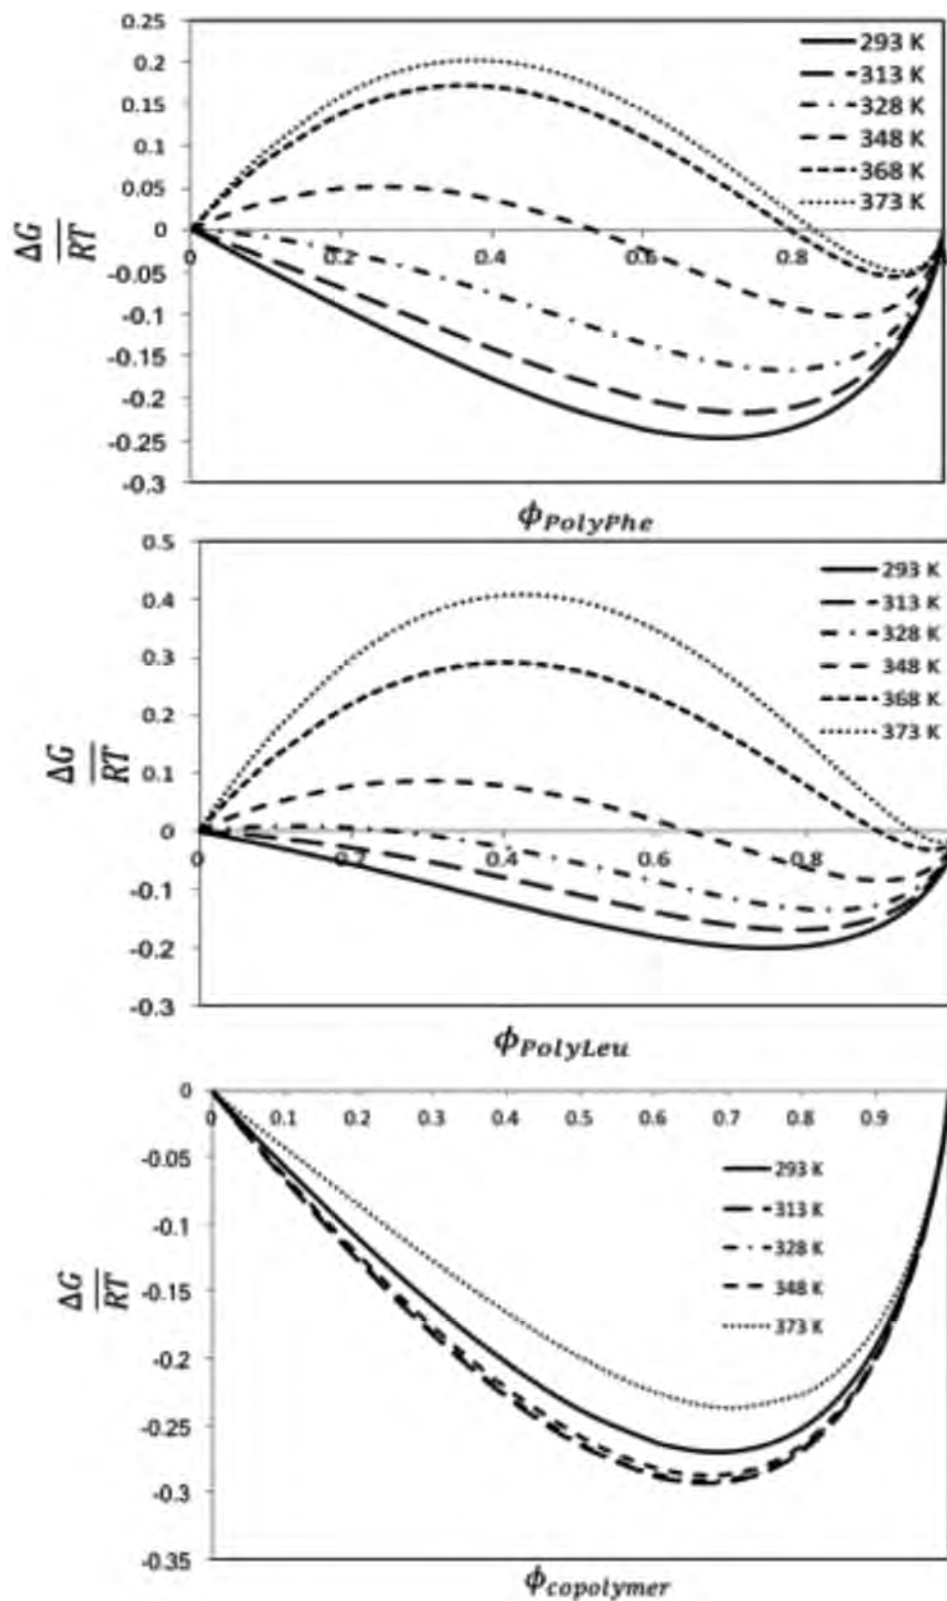 0.25
293 K
0.2
313 K
0.15
328 K
0.1
348 K
0.05
368 K
0
373 K
ΔG
RT
0 0.2 0.4 0.6 0.8
-0.05
-0.1
-0.15
-0.2
-0.25
-0.3
ϕPolyPhe
0.5
293 K
0.4
313 K
0.3
328 K
0.2
348 K
0.1
368 K
0
373 K
ΔG
RT
0 0.2 0.4 0.6 0.8
-0.1
-0.2
-0.3
ϕPolyLeu
0
0 0.1 0.2 0.3 0.4 0.5 0.6 0.7 0.8 0.9
-0.05
-0.1
-0.15
-0.2
-0.25
-0.3
-0.35
293 K
313 K
328 K
348 K
373 K
ΔG
RT
ϕcopolymer